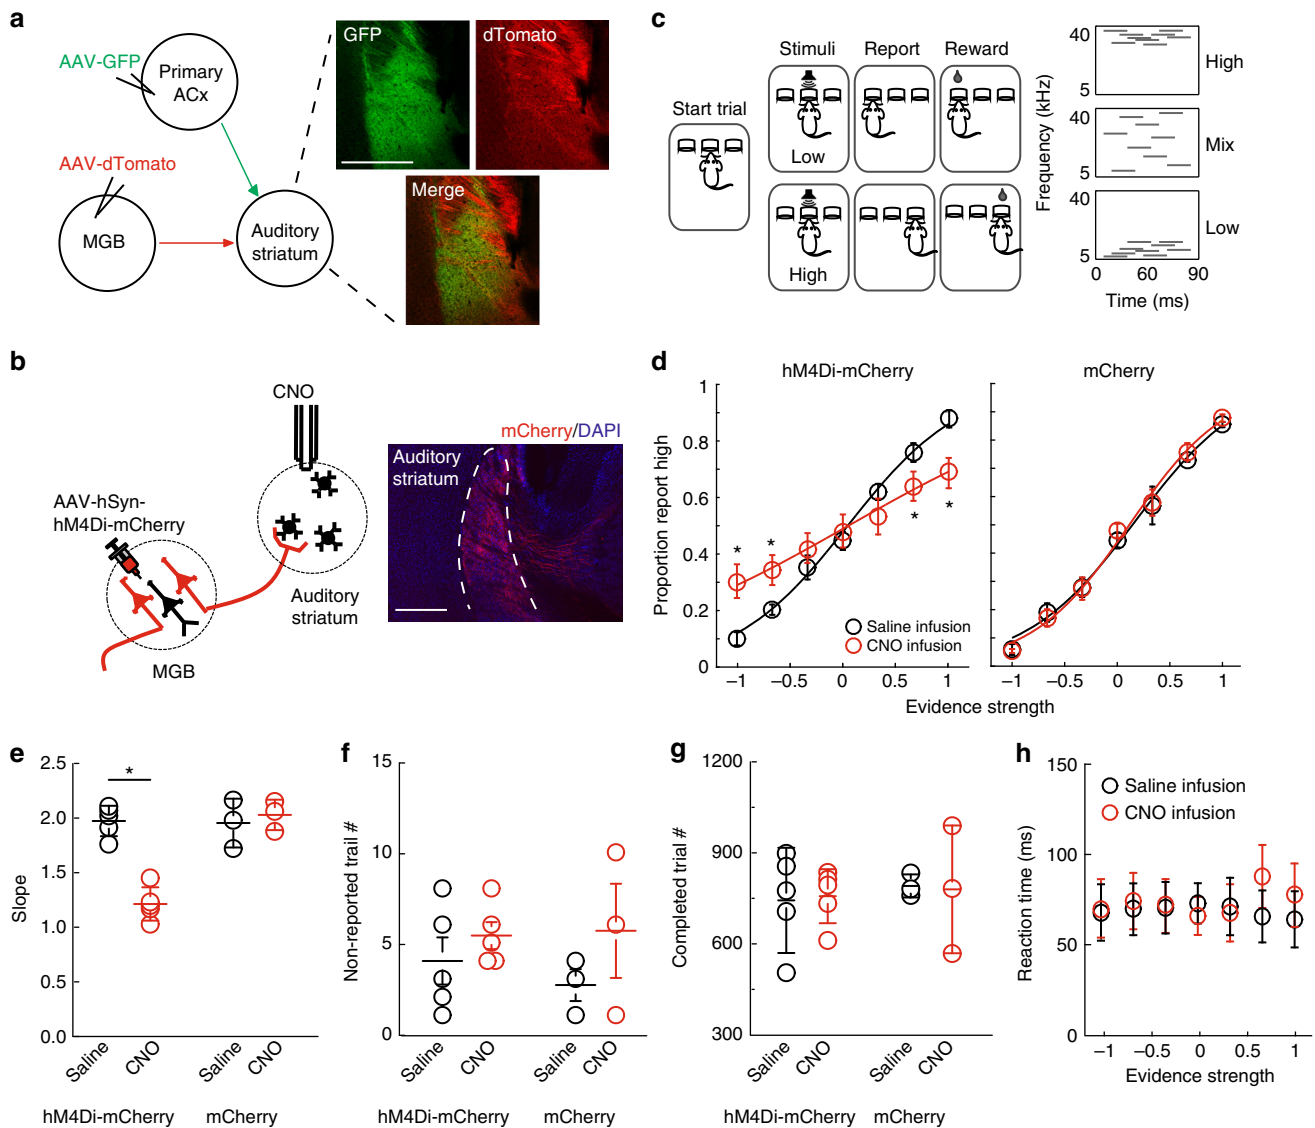 a
AAV-GFP
Primary
ACx
AAV-dTomato
MGB
Auditory
striatum
GFP
dTomato
Merge
c
Stimuli
Report
Reward
Start trial
Low
High
Frequency (kHz)
40
5
High
40
Mix
40
5
Low
0
60
90
Time (ms)
b
CNO
AAV-hSyn-
hM4Di-mCherry
Auditory
striatum
MGB
mCherry/DAPI
Auditory
striatum
d
hM4Di-mCherry
mCherry
Proportion report high
1
0.8
0.6
0.4
0.2
0
*
*
*
*
Saline infusion
CNO infusion
–1
–0.5
0
0.5
1
–1
–0.5
0
0.5
1
Evidence strength
e
Slope
2.5
2.0
1.5
1.0
0.5
0.0
*
Saline
CNO
Saline
CNO
hM4Di-mCherry
mCherry
f
Non-reported trail #
15
10
5
0
Saline
CNO
Saline
CNO
hM4Di-mCherry
mCherry
g
Completed trial #
1200
900
600
300
Saline
CNO
Saline
CNO
hM4Di-mCherry
mCherry
h
Reaction time (ms)
150
100
50
0
Saline infusion
CNO infusion
–1
–0.5
0
0.5
1
Evidence strength